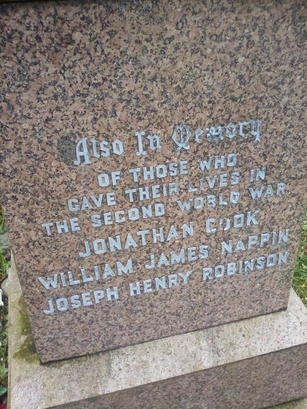 Also In Memory
OF THOSE WHO
GAVE THEIR LIVES IN
THE SECOND WORLD WAR.
JONATHAN COOK
WILLIAM JAMES NAPPIN
JOSEPH HENRY ROBINSON